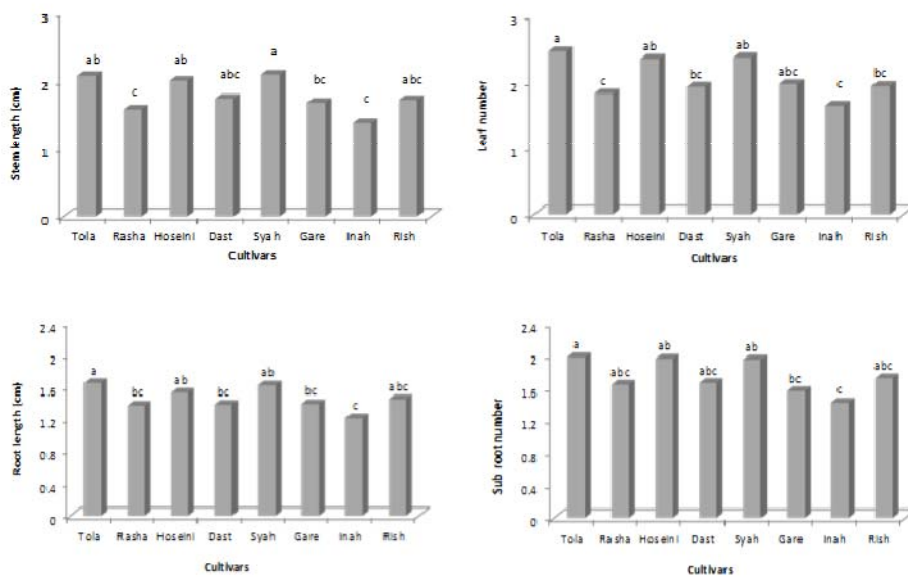 3
2
1
0
Stem length (cm)
ab
c
ab
abc
a
bc
c
abc
Tola Rasha Hoseini Dast Syah Gare Inah Rish
Cultivars
3
2
1
0
Leaf number
a
c
ab
bc
ab
abc
c
bc
Tola Rasha Hoseini Dast Syah Gare Inah Rish
Cultivars
2.4
2
1.6
1.2
0.8
0.4
0
Root length (cm)
a
bc
ab
bc
ab
bc
c
abc
Tola Rasha Hoseini Dast Syah Gare Inah Rish
Cultivars
2.4
2
1.6
1.2
0.8
0.4
0
Sub root number
a
abc
ab
abc
ab
bc
c
abc
Tola Rasha Hoseini Dast Syah Gare Inah Rish
Cultivars